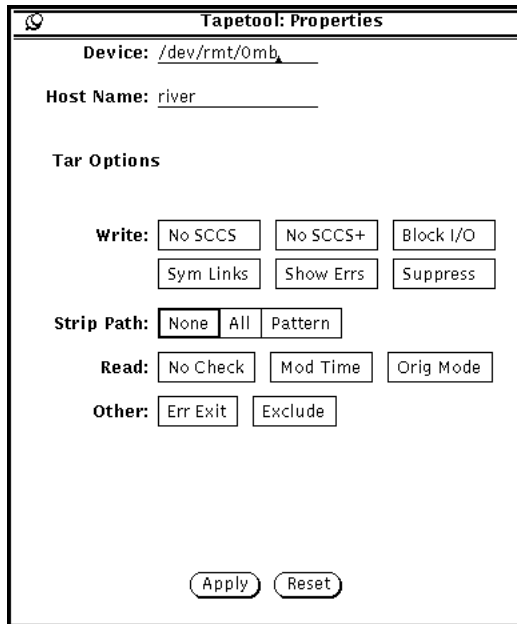 Tapetool: Properties
Device: /dev/rmt/0mb
Host Name: river
Tar Options
Write: No SCCS No SCCS+ Block I/O
Sym Links Show Errs Suppress
Strip Path: None All Pattern
Read: No Check Mod Time Orig Mode
Other: Err Exit Exclude
Apply Reset